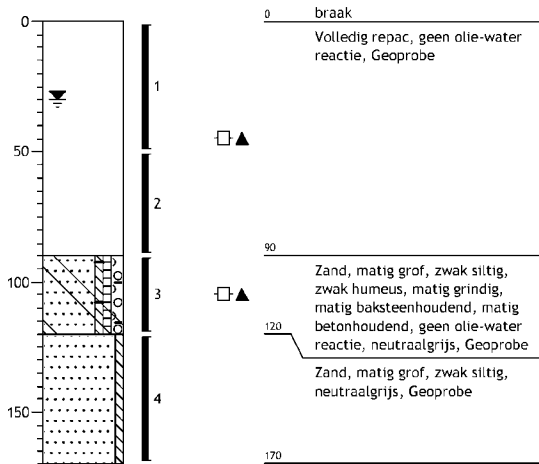 0
0 braak
Volledig repac, geen olie-water
reactie, Geoprobe
1
50
2
90
Zand, matig grof, zwak siltig,
zwak humeus, matig grindig,
matig baksteenhoudend, matig
betonhoudend, geen olie-water
reactie, neutraalgrijs, Geoprobe
100
3
120
Zand, matig grof, zwak siltig,
neutraalgrijs, Geoprobe
4
150
170